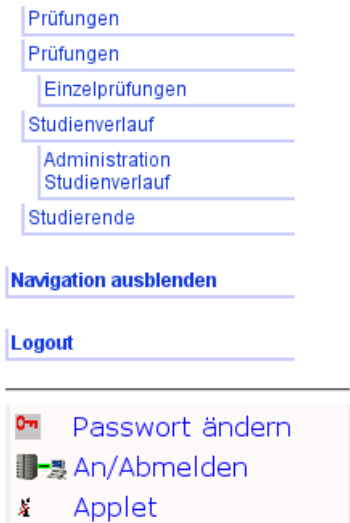 Prüfungen
Prüfungen
Einzelprüfungen
Studienverlauf
Administration
Studienverlauf
Studierende
Navigation ausblenden
Logout
Passwort ändern
An/Abmelden
Applet